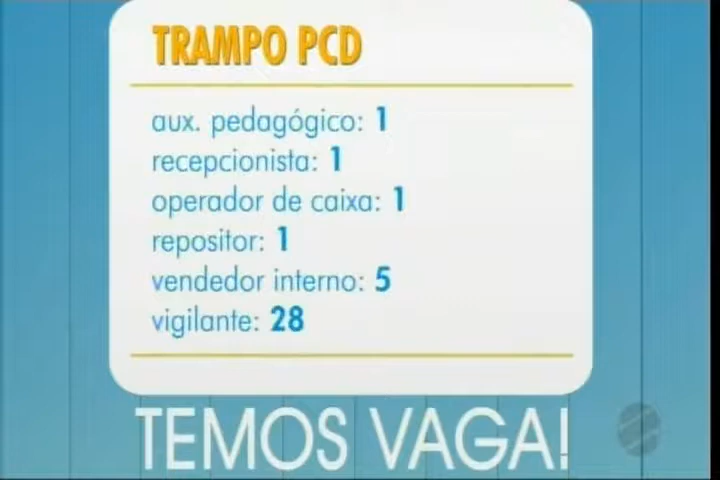 TRAMPO PCD
aux. pedagógico: 1
recepcionista: 1
operador de caixa: 1
repositor: 1
vendedor interno: 5
vigilante: 28
TEMOS VAGA!